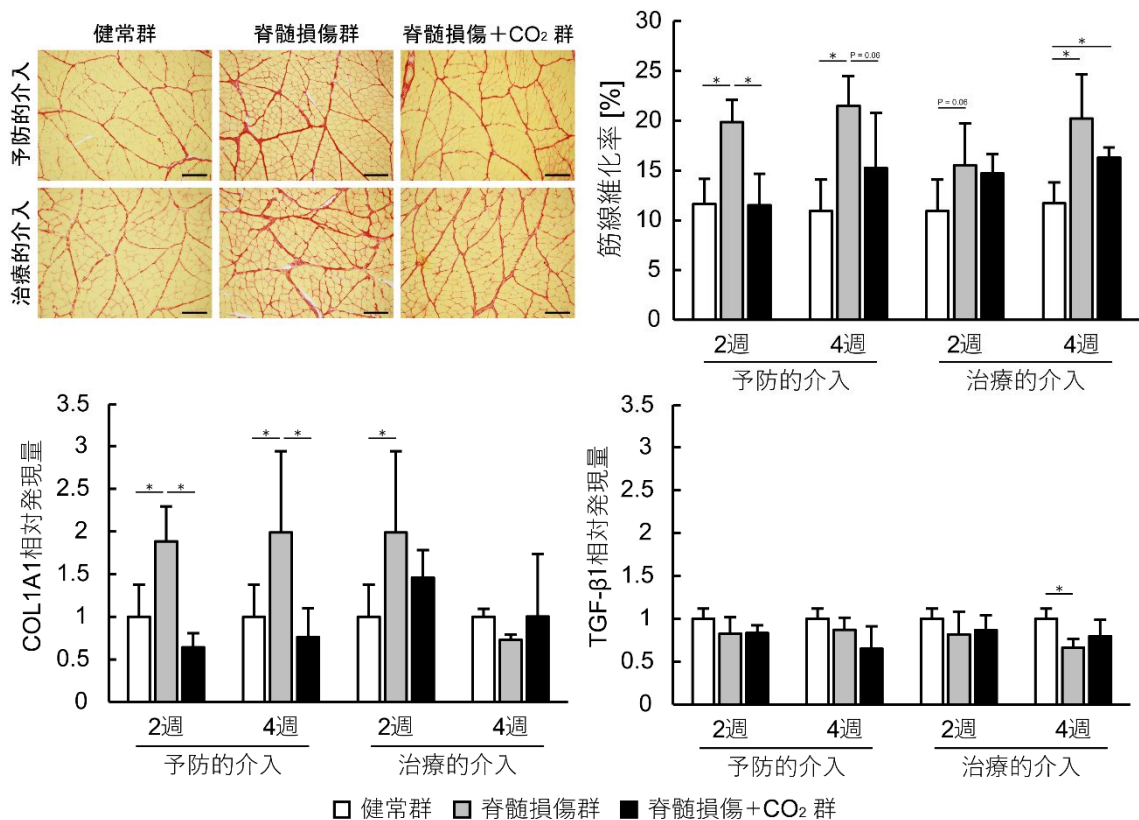 健常群 脊髄損傷群 脊髄損傷+CO₂ 群
予防的介入
治療的介入
筋線維化率 [%]
30
25
20
15
10
5
0
* * * P = 0.06 P = 0.06 * *
2週 4週 2週 4週
予防的介入 治療的介入
COL1A1相対発現量
3.5
3
2.5
2
1.5
1
0.5
0
* * * * *
2週 4週 2週 4週
予防的介入 治療的介入
TGF-β1相対発現量
3.5
3
2.5
2
1.5
1
0.5
0
*
2週 4週 2週 4週
予防的介入 治療的介入
健常群 脊髄損傷群 脊髄損傷+CO₂ 群